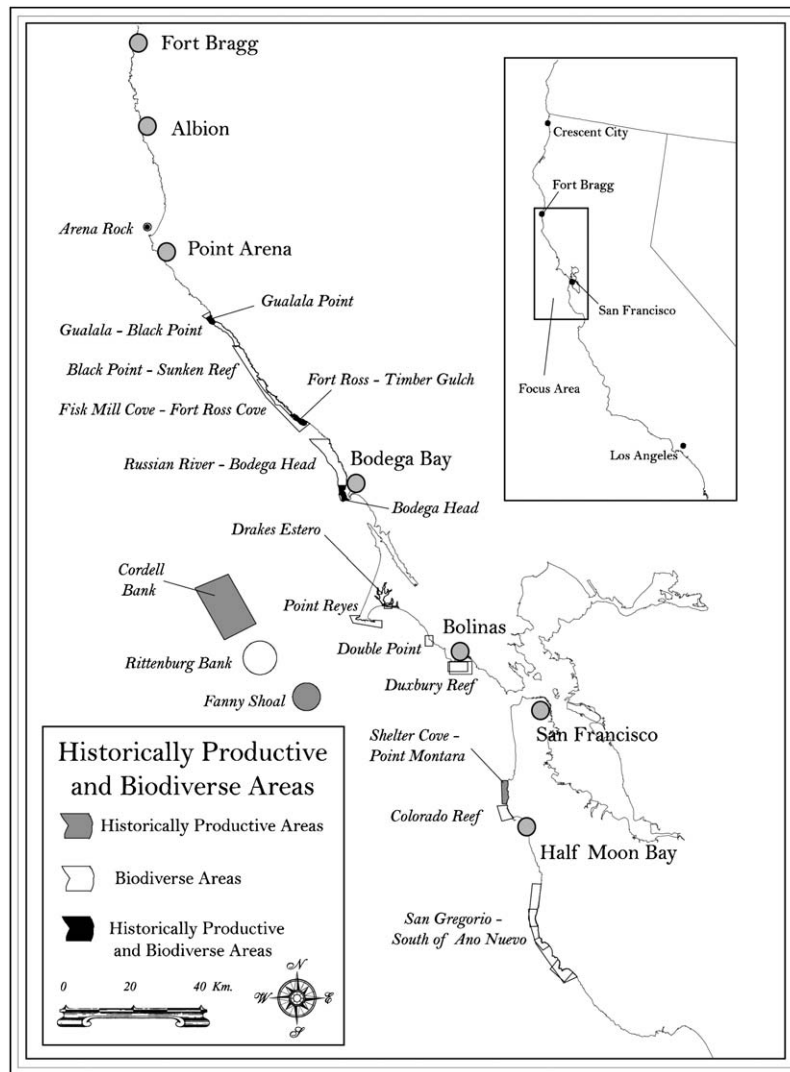 Fort Bragg
Albion
Arena Rock
Point Arena
Gualala Point
Gualala - Black Point
Black Point - Sunken Reef
Fort Ross - Timber Gulch
Fisk Mill Cove - Fort Ross Cove
Russian River - Bodega Head
Bodega Bay
Bodega Head
Drakes Estero
Cordell
Bank
Point Reyes
Bolinas
Double Point
Rittenburg Bank
Duxbury Reef
Fanny Shoal
San Francisco
Shelter Cove -
Point Montara
Colorado Reef
Half Moon Bay
San Gregorio -
South of Ano Nuevo
Crescent City
Fort Bragg
San Francisco
Focus Area
Los Angeles
Historically Productive
and Biodiverse Areas
Historically Productive Areas
Biodiverse Areas
Historically Productive
and Biodiverse Areas
0 20 40 Km.
N
W E
S